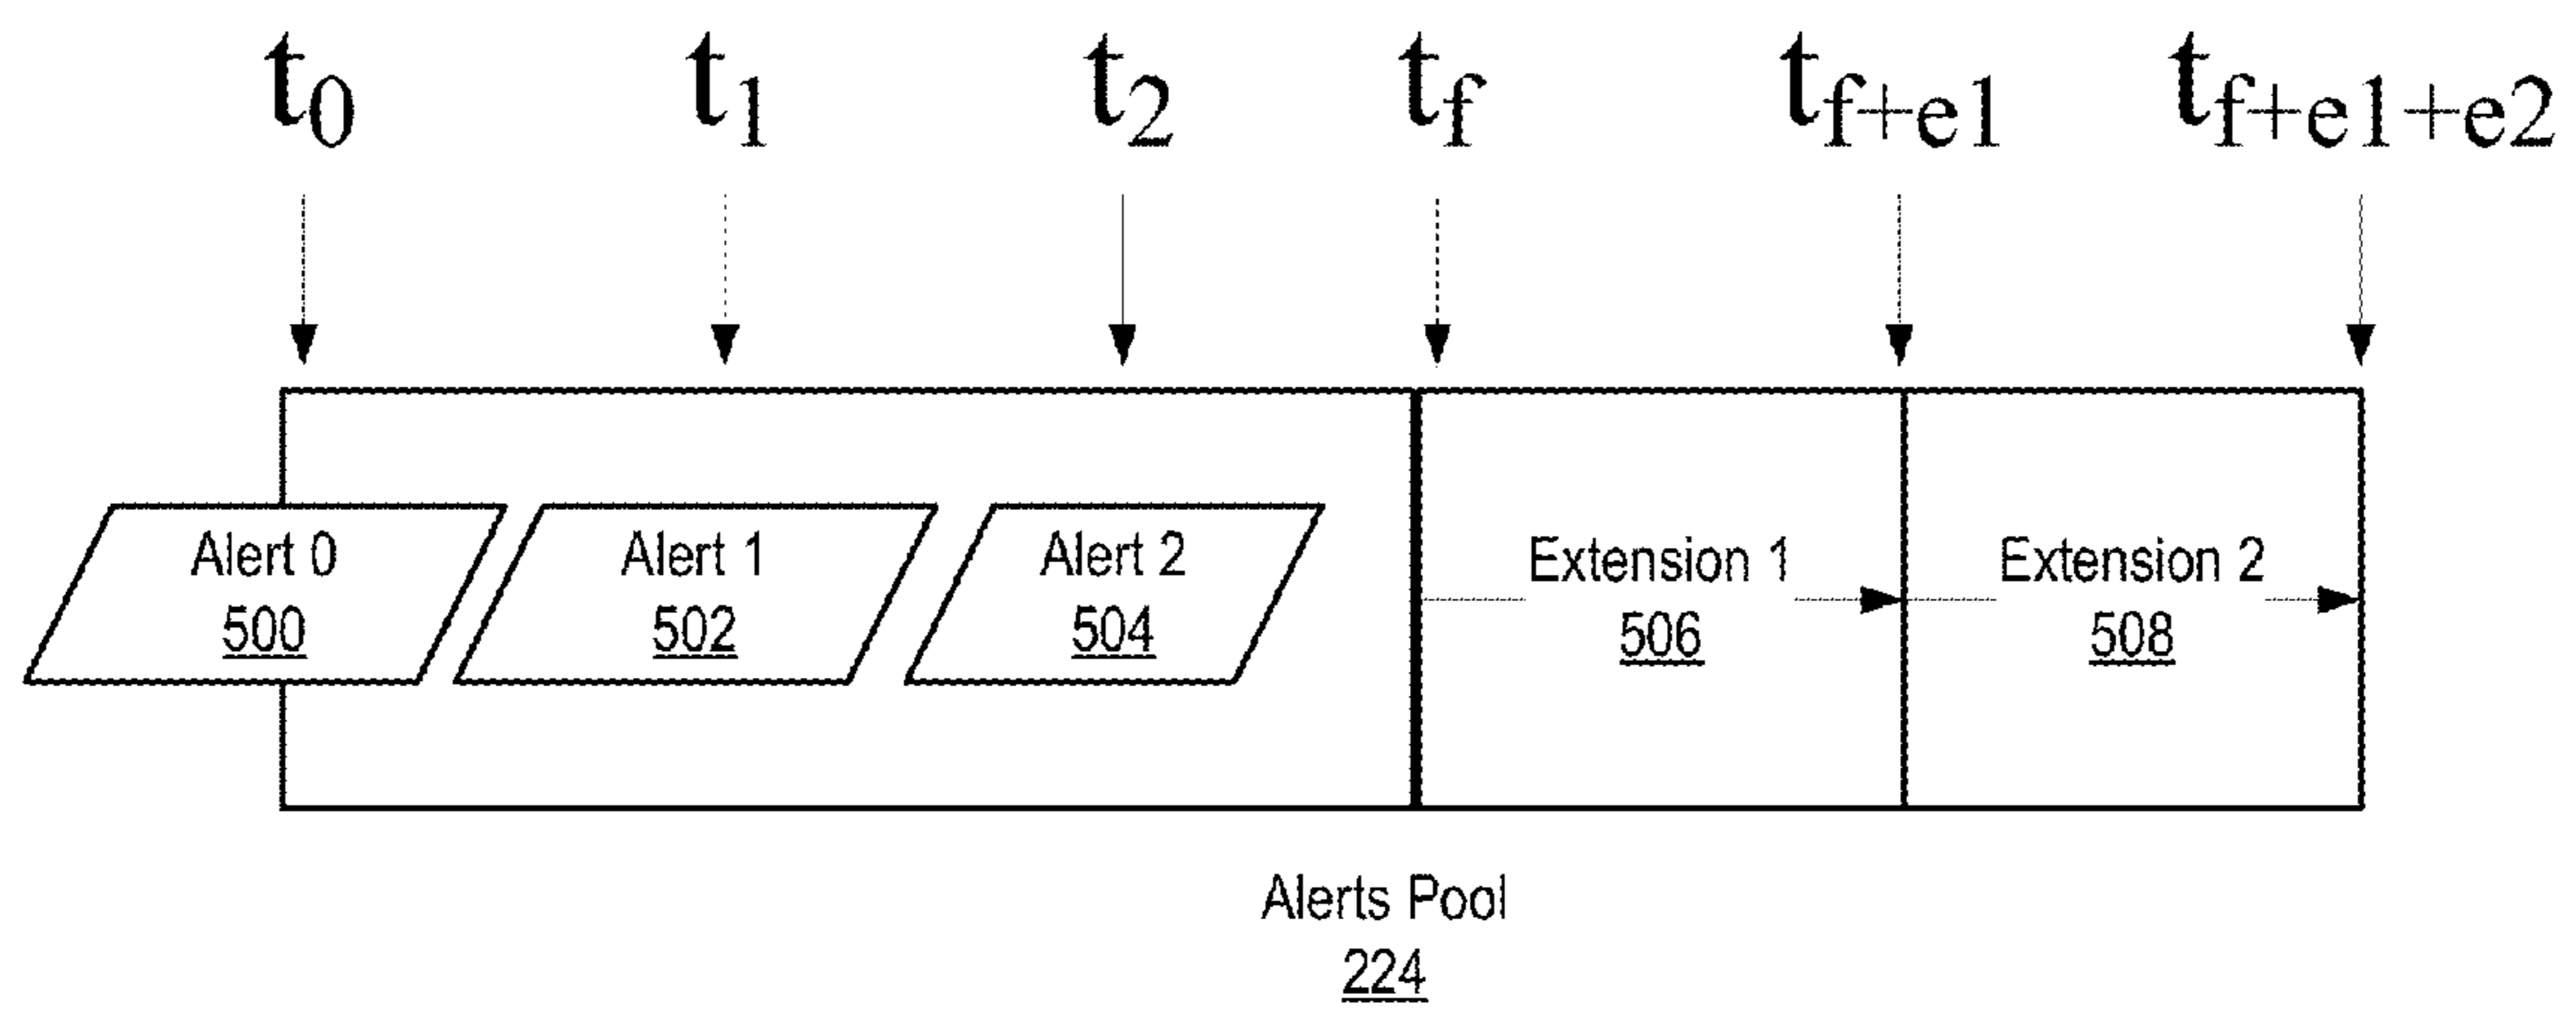 t0 t1 t2 tf tf+e1 tf+e1+e2
Alert 0 Alert 1 Alert 2 Extension 1 Extension 2
500 502 504 506 508
Alerts Pool
224